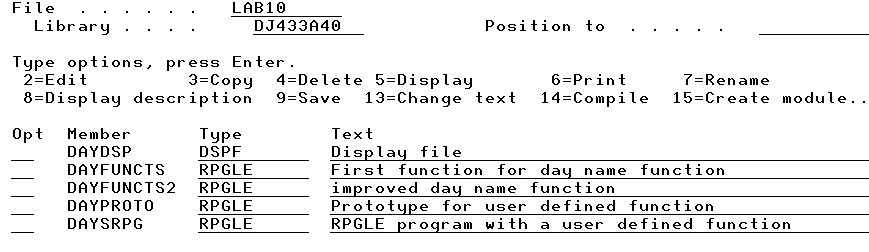 File . . . . . . LAB10
Library . . . . DJ433A40 Position to . . . . .
Type options, press Enter.
2=Edit 3=Copy 4=Delete 5=Display 6=Print 7=Rename
8=Display description 9=Save 13=Change text 14=Compile 15=Create module..
Opt Member Type Text
DAYDSP DSPF Display file
DAYFUNCTS RPGLE First function for day name function
DAYFUNCTS2 RPGLE improved day name function
DAYPROTO RPGLE Prototype for user defined function
DAYSRPG RPGLE RPGLE program with a user defined function